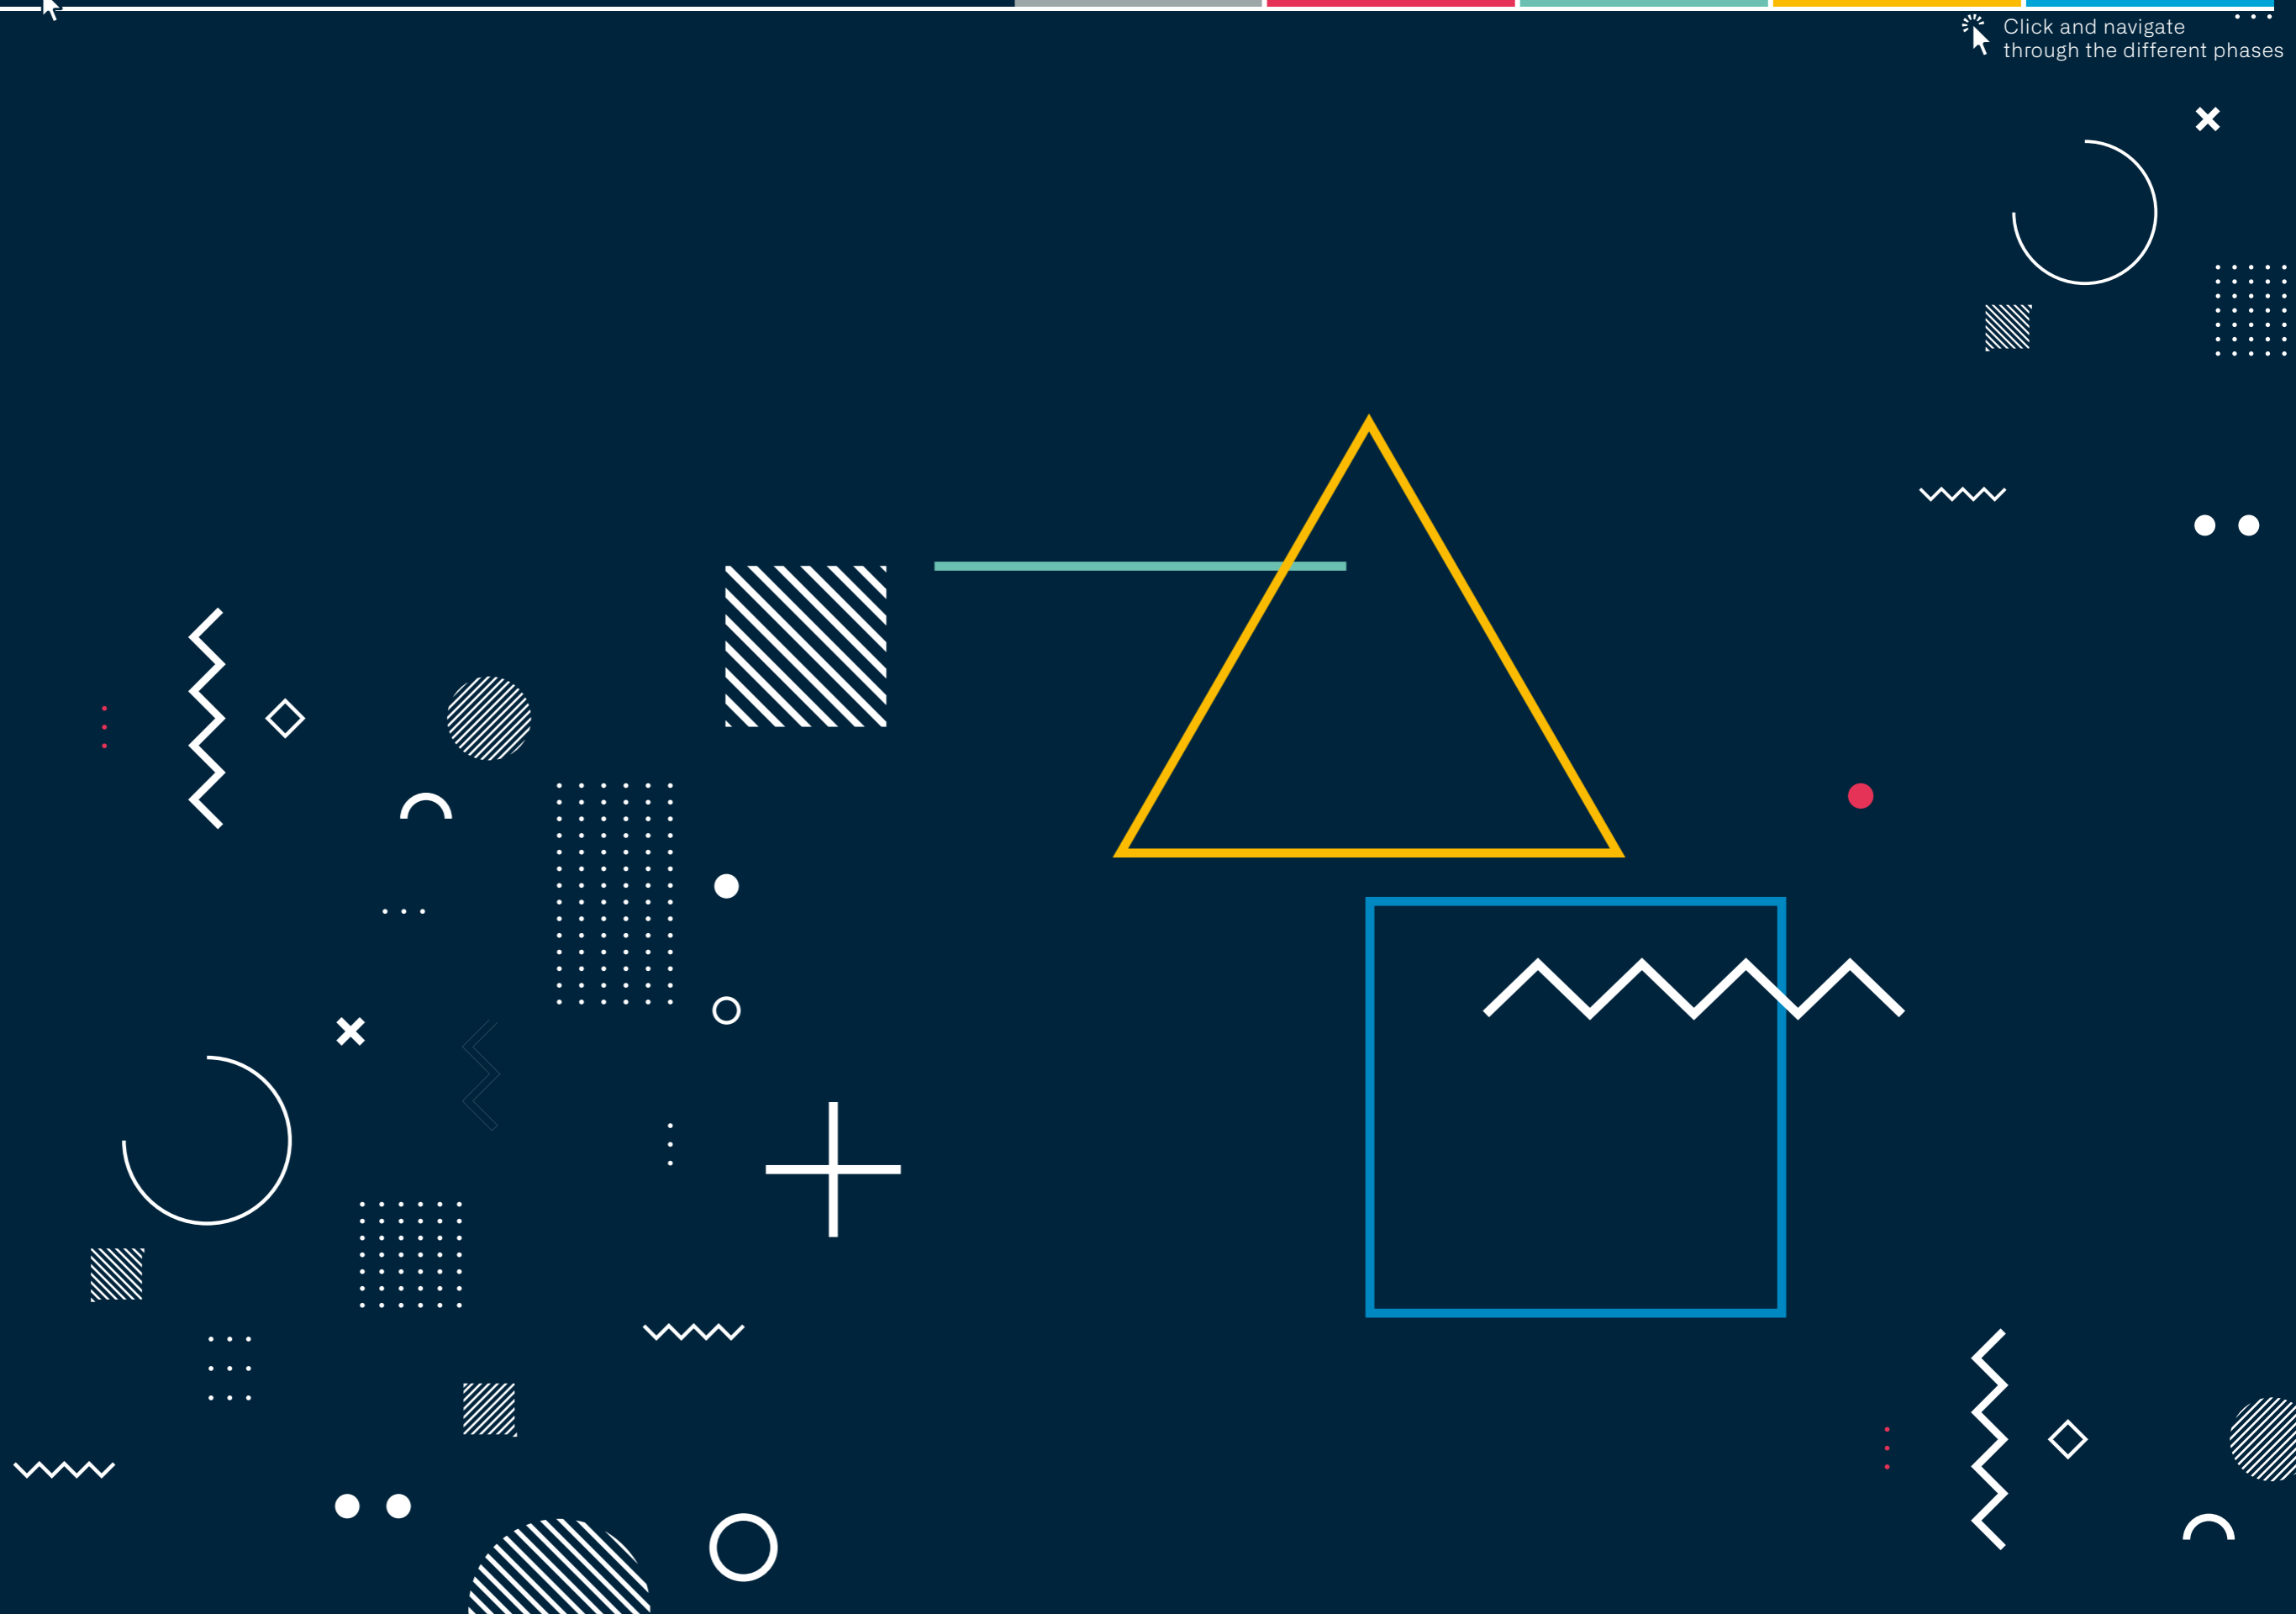 Click and navigate
through the different phases